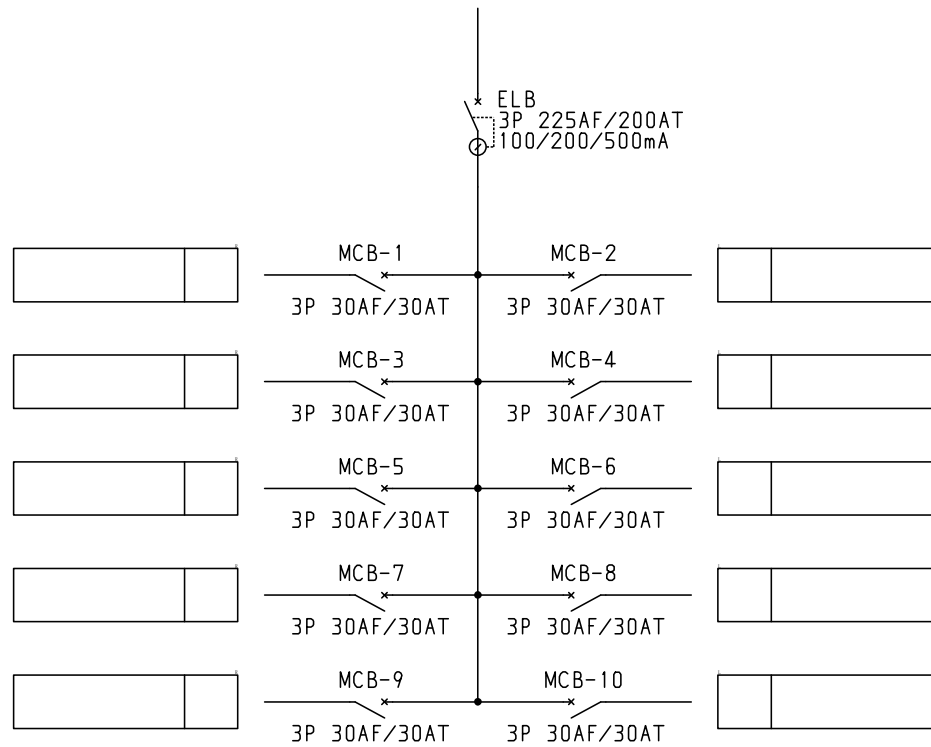 ELB
3P 225AF/200AT
100/200/500mA
MCB-1 MCB-2
3P 30AF/30AT 3P 30AF/30AT
MCB-3 MCB-4
3P 30AF/30AT 3P 30AF/30AT
MCB-5 MCB-6
3P 30AF/30AT 3P 30AF/30AT
MCB-7 MCB-8
3P 30AF/30AT 3P 30AF/30AT
MCB-9 MCB-10
3P 30AF/30AT 3P 30AF/30AT